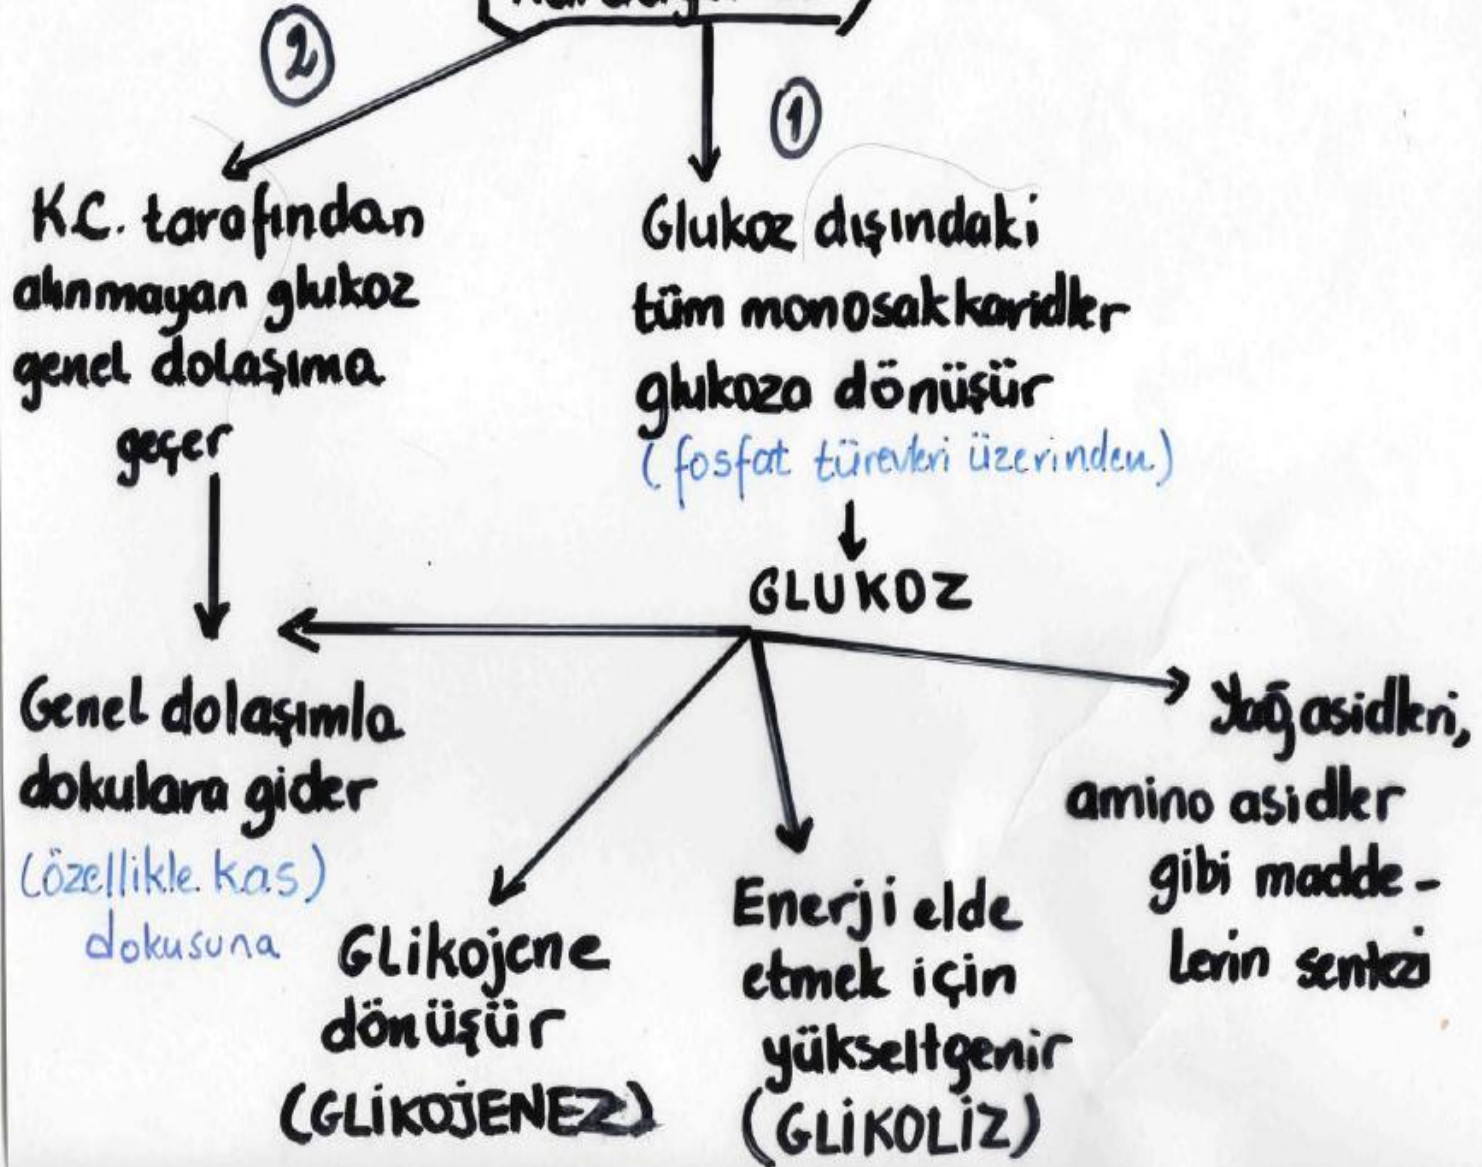 2
1
K.C. tarafından
alınmayan glukoz
genel dolaşıma
geçer
Glukoz dışındaki
tüm monosakkaridler
glukoza dönüşür
(fosfat türevleri üzerinden)
GLUKOZ
Genel dolaşımla
dokulara gider
(özellikle kas)
dokusuna
Glikojene
dönüşür
(GLİKOJENEZ)
Enerji elde
etmek için
yükseltgenir
(GLİKOLİZ)
Yağ asidleri,
amino asidler
gibi madde-
lerin sentezi